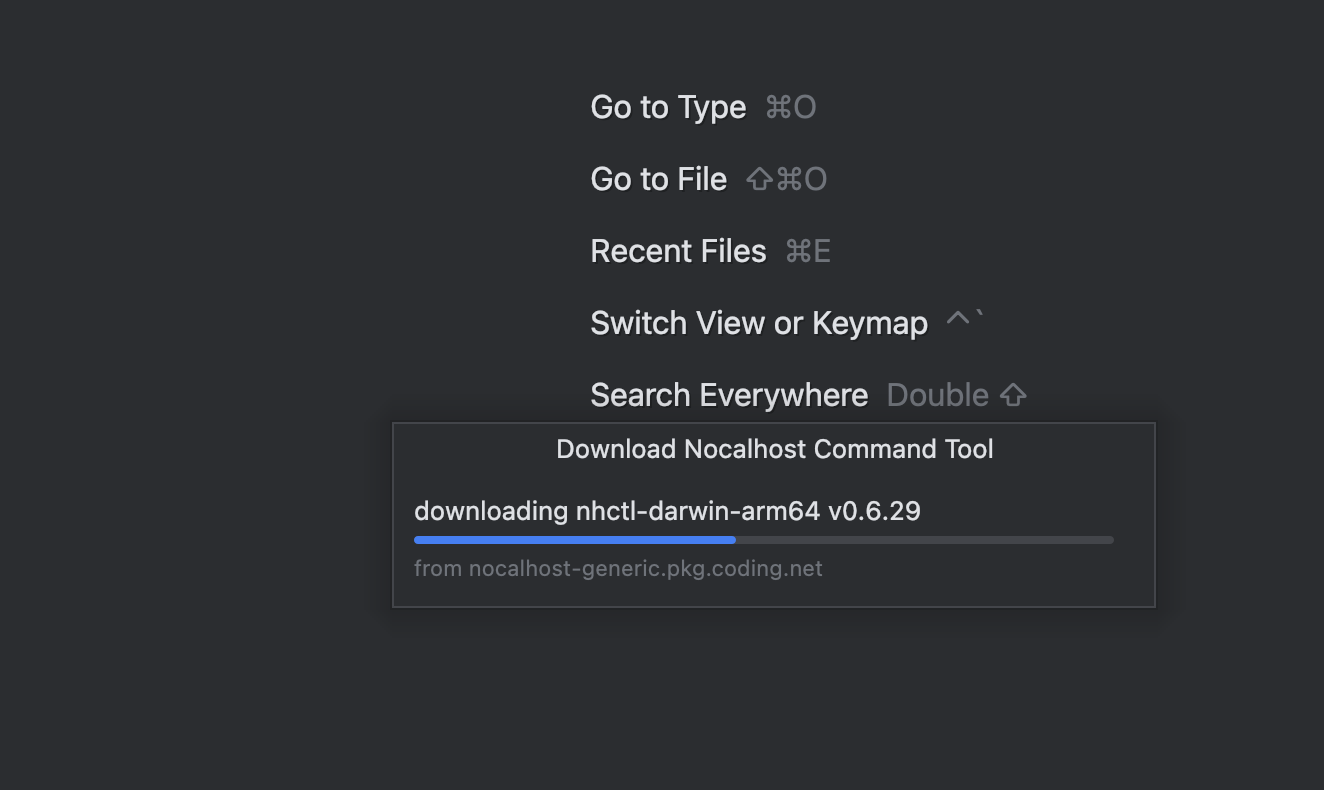 Go to Type ⌘O
Go to File ⇧⌘O
Recent Files ⌘E
Switch View or Keymap ^`
Search Everywhere Double ⇧
Download Nocalhost Command Tool
downloading nhctl-darwin-arm64 v0.6.29
from nocalhost-generic.pkg.coding.net